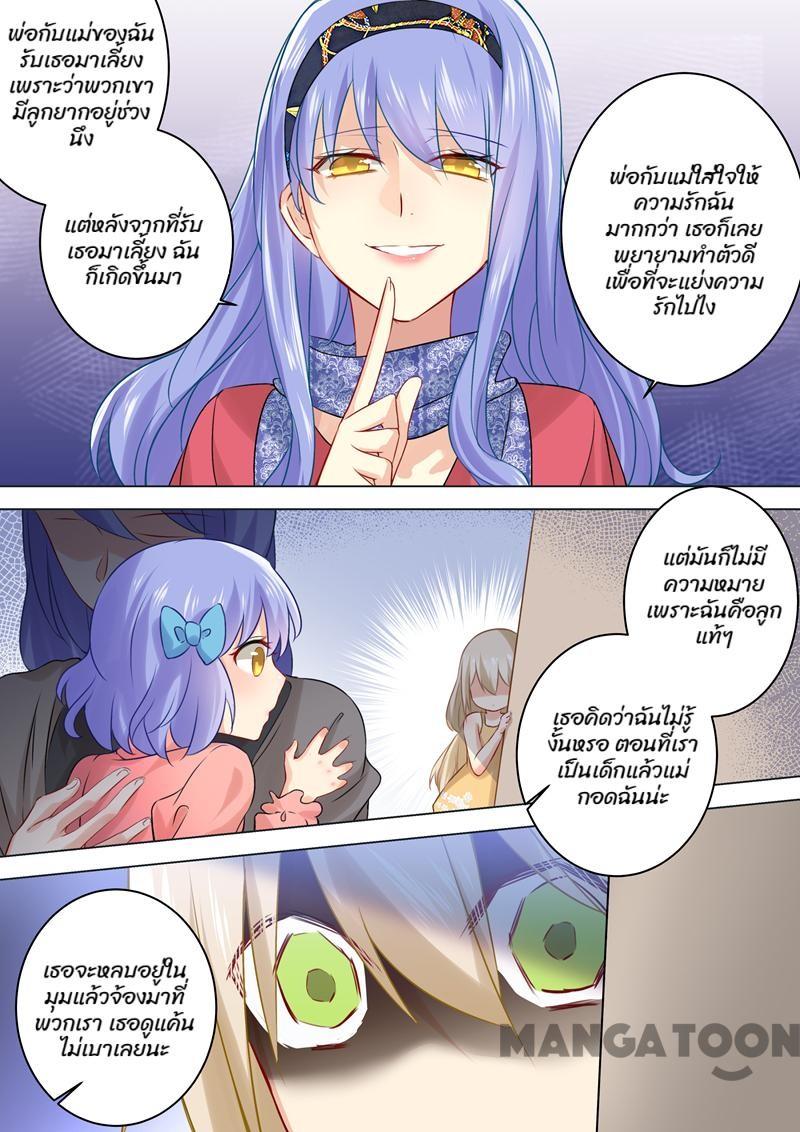 พ่อกับแม่ของฉัน
รับเธอมาเลี้ยง
เพราะว่าพวกเขา
มีลูกยากอยู่ช่วง
นึง
แต่หลังจากที่รับ
เธอมาเลี้ยง ฉัน
ก็เกิดขึ้นมา
พ่อกับแม่ใส่ใจให้
ความรักฉัน
มากกว่า เธอก็เลย
พยายามทำตัวดี
เพื่อที่จะแย่งความ
รักไปไง
แต่มันก็ไม่มี
ความหมาย
เพราะฉันคือลูก
แท้ๆ
เธอคิดว่าฉันไม่รู้
งั้นหรอ ตอนที่เรา
เป็นเด็กแล้วแม่
กอดฉันน่ะ
เธอจะหลบอยู่ใน
มุมแล้วจ้องมาที่
พวกเรา เธอดูแค้น
ไม่เบาเลยนะ
MANGATOON